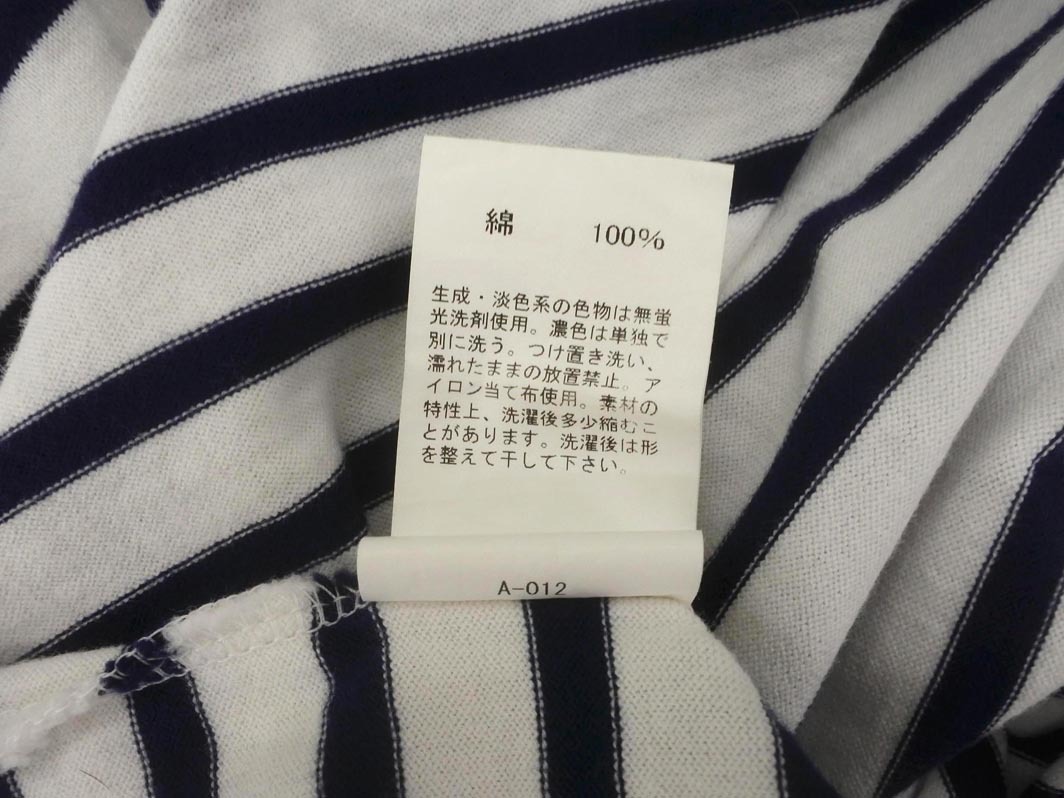 綿 100%
生成・淡色系の色物は無蛍
光洗剤使用。濃色は単独で
別に洗う。つけ置き洗い、
濡れたままの放置禁止。ア
イロン当て布使用。素材の
特性上、洗濯後多少縮むこ
とがあります。洗濯後は形
を整えて干して下さい。
A-012